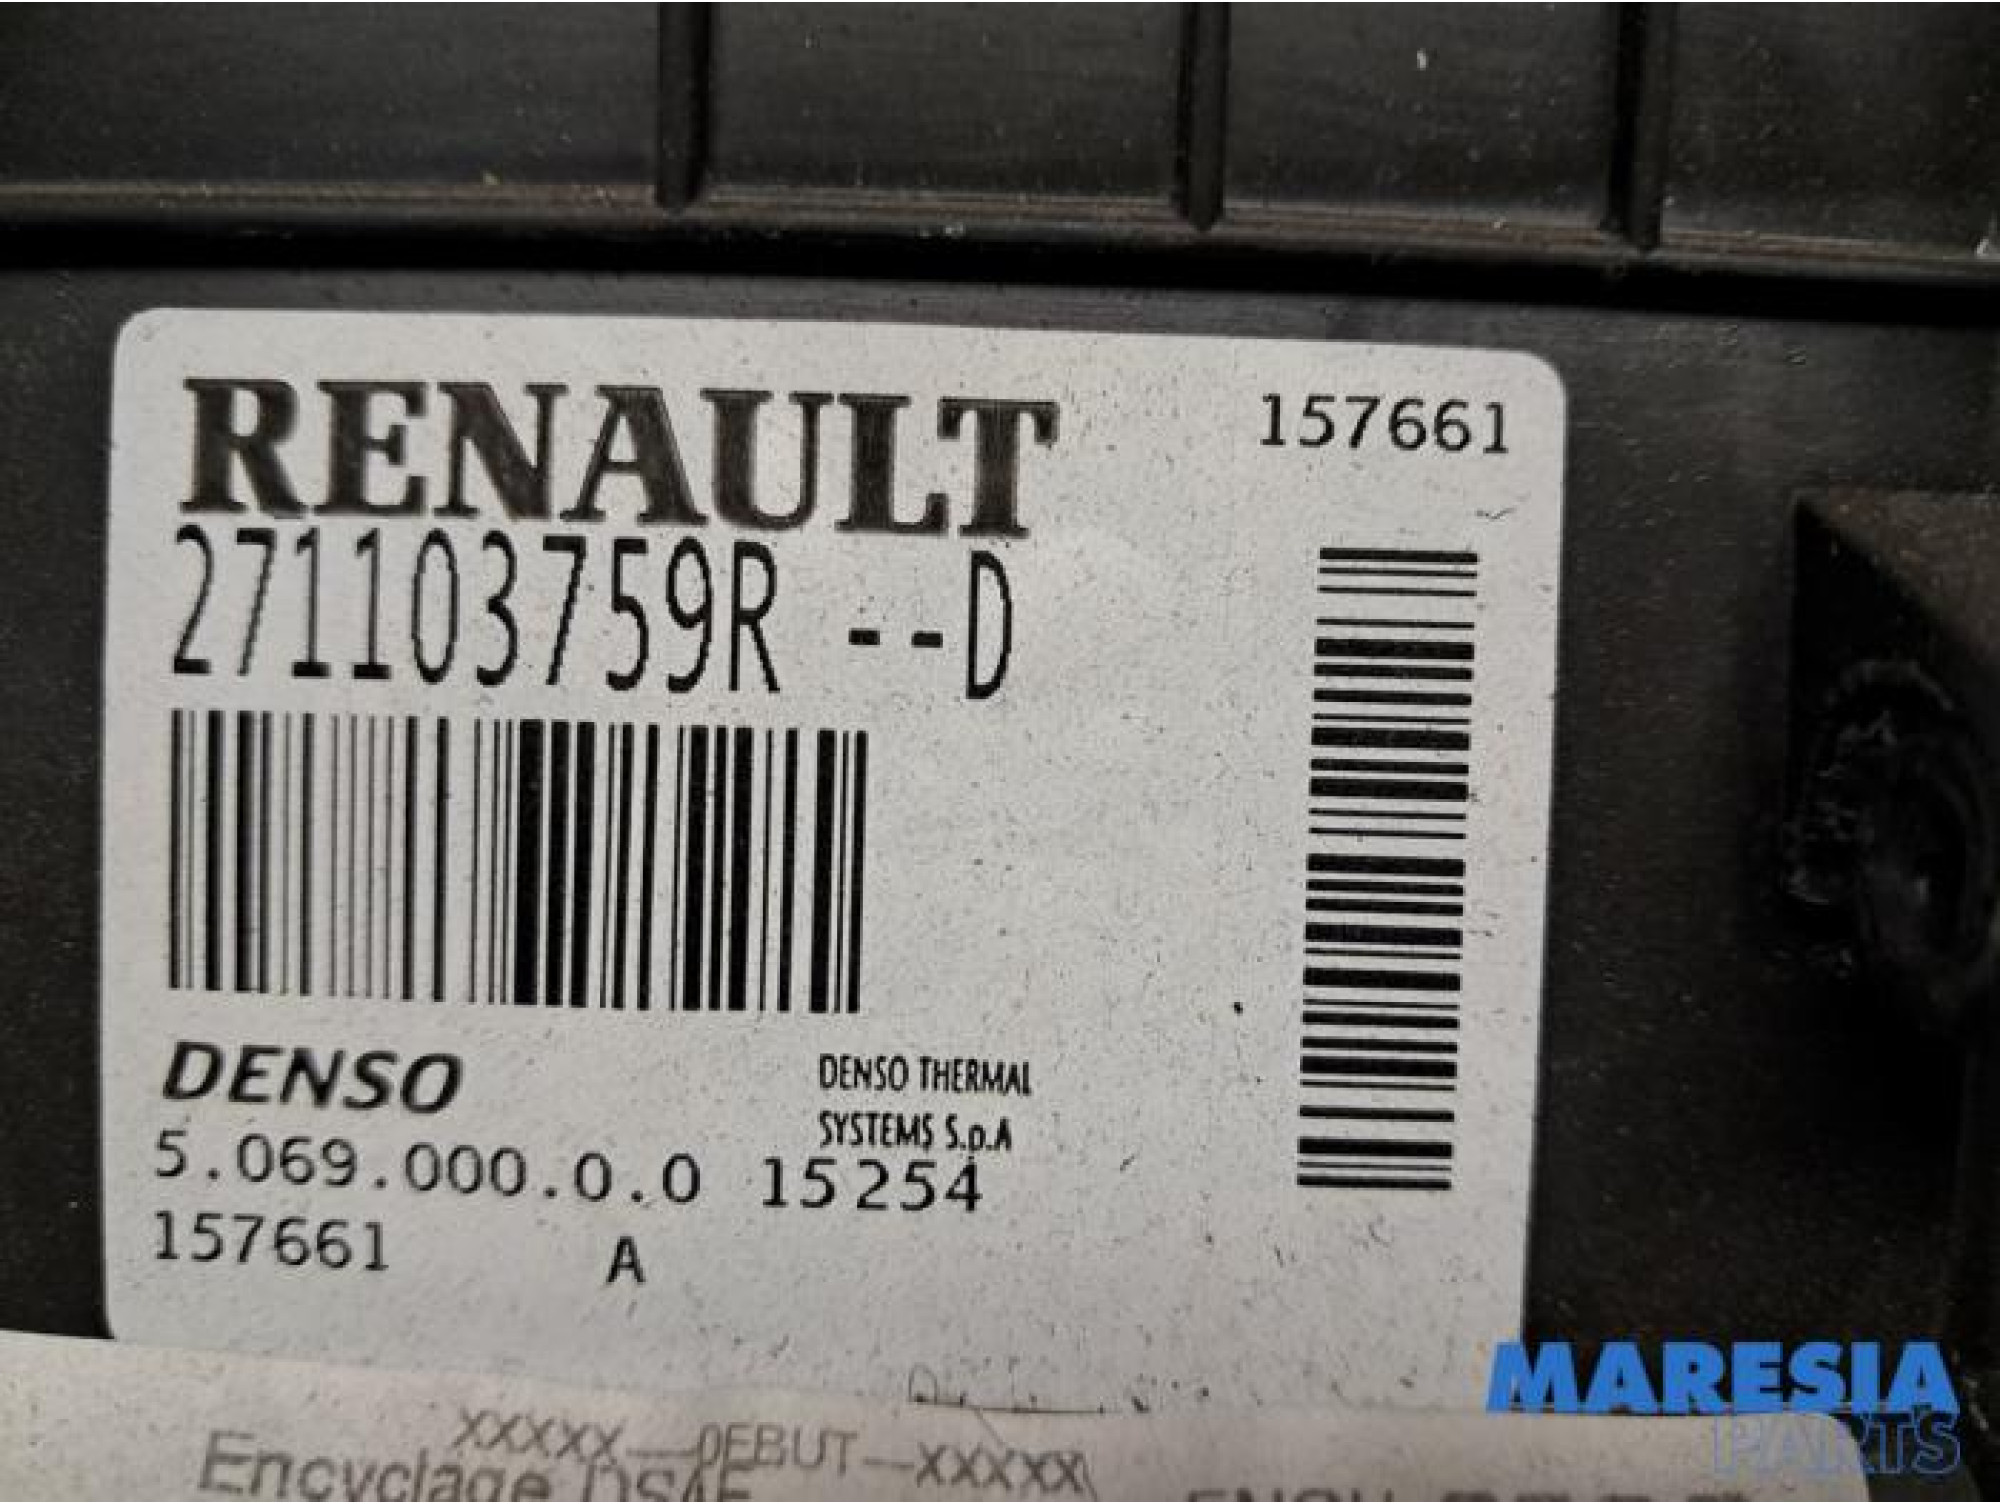 RENAULT 157661
271103759R --D
DENSO DENSO THERMAL
SYSTEMS S.p.A
5.069.000.0.0 15254
157661 A
MARESIA
PARTS
XXXXX—DEBUT—XXXXX
Encyclage